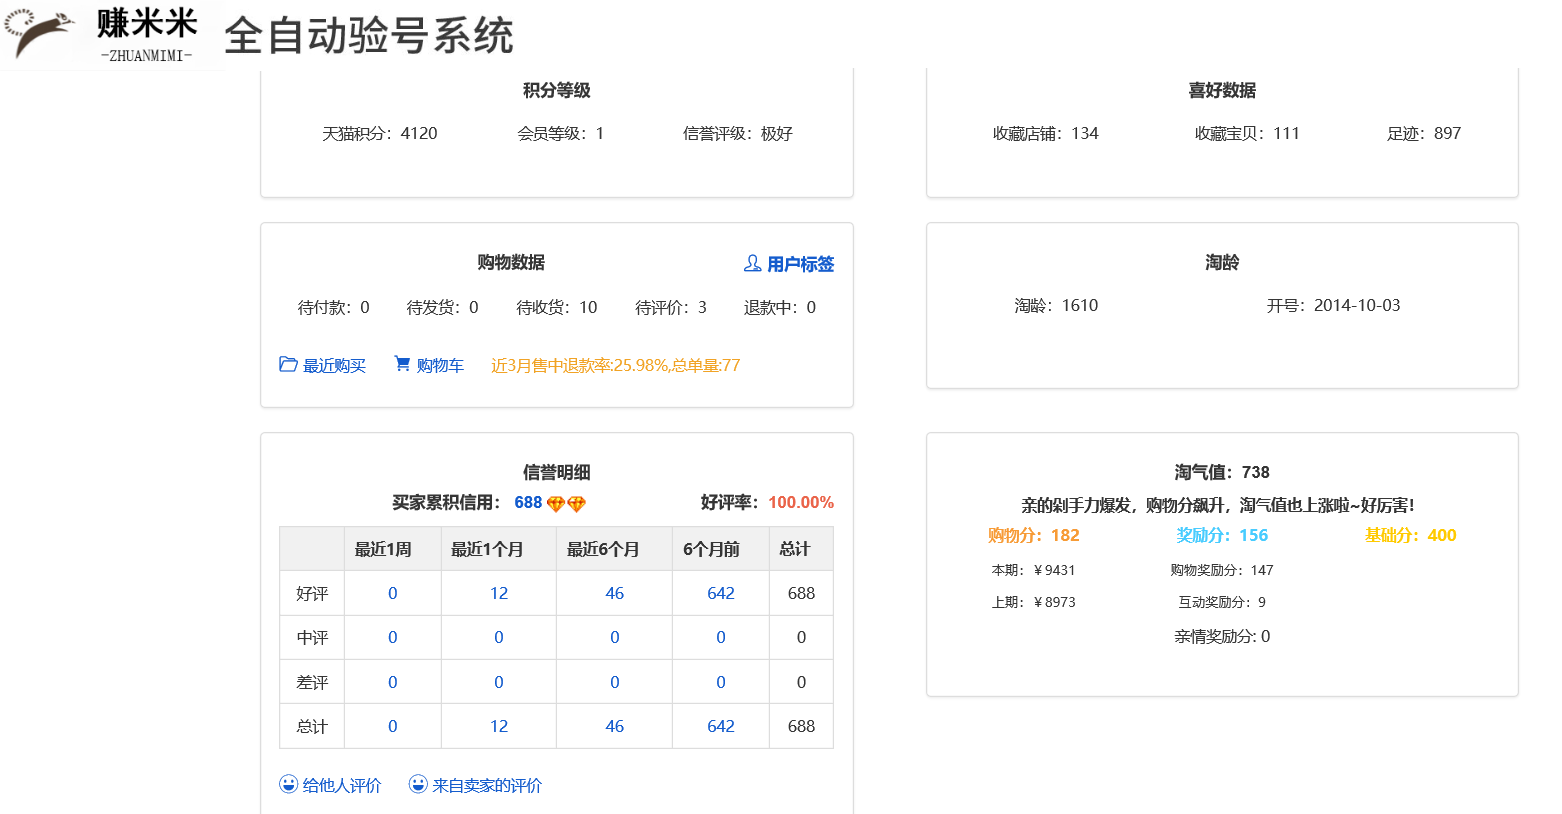 赚米米
-ZHUANMIMI-
全自动验号系统
积分等级
天猫积分：4120 会员等级：1 信誉评级：极好
喜好数据
收藏店铺：134 收藏宝贝：111 足迹：897
购物数据 用户标签
待付款：0 待发货：0 待收货：10 待评价：3 退款中：0
最近购买 购物车 近3月售中退款率:25.98%,总单量:77
淘龄
淘龄：1610 开号：2014-10-03
信誉明细
买家累积信用： 688 好评率：100.00%
最近1周 最近1个月 最近6个月 6个月前 总计
好评 0 12 46 642 688
中评 0 0 0 0 0
差评 0 0 0 0 0
总计 0 12 46 642 688
给他人评价 来自卖家的评价
淘气值：738
亲的剁手力爆发，购物分飙升，淘气值也上涨啦~好厉害！
购物分：182 奖励分：156 基础分：400
本期：￥9431 购物奖励分：147
上期：￥8973 互动奖励分：9
亲情奖励分: 0